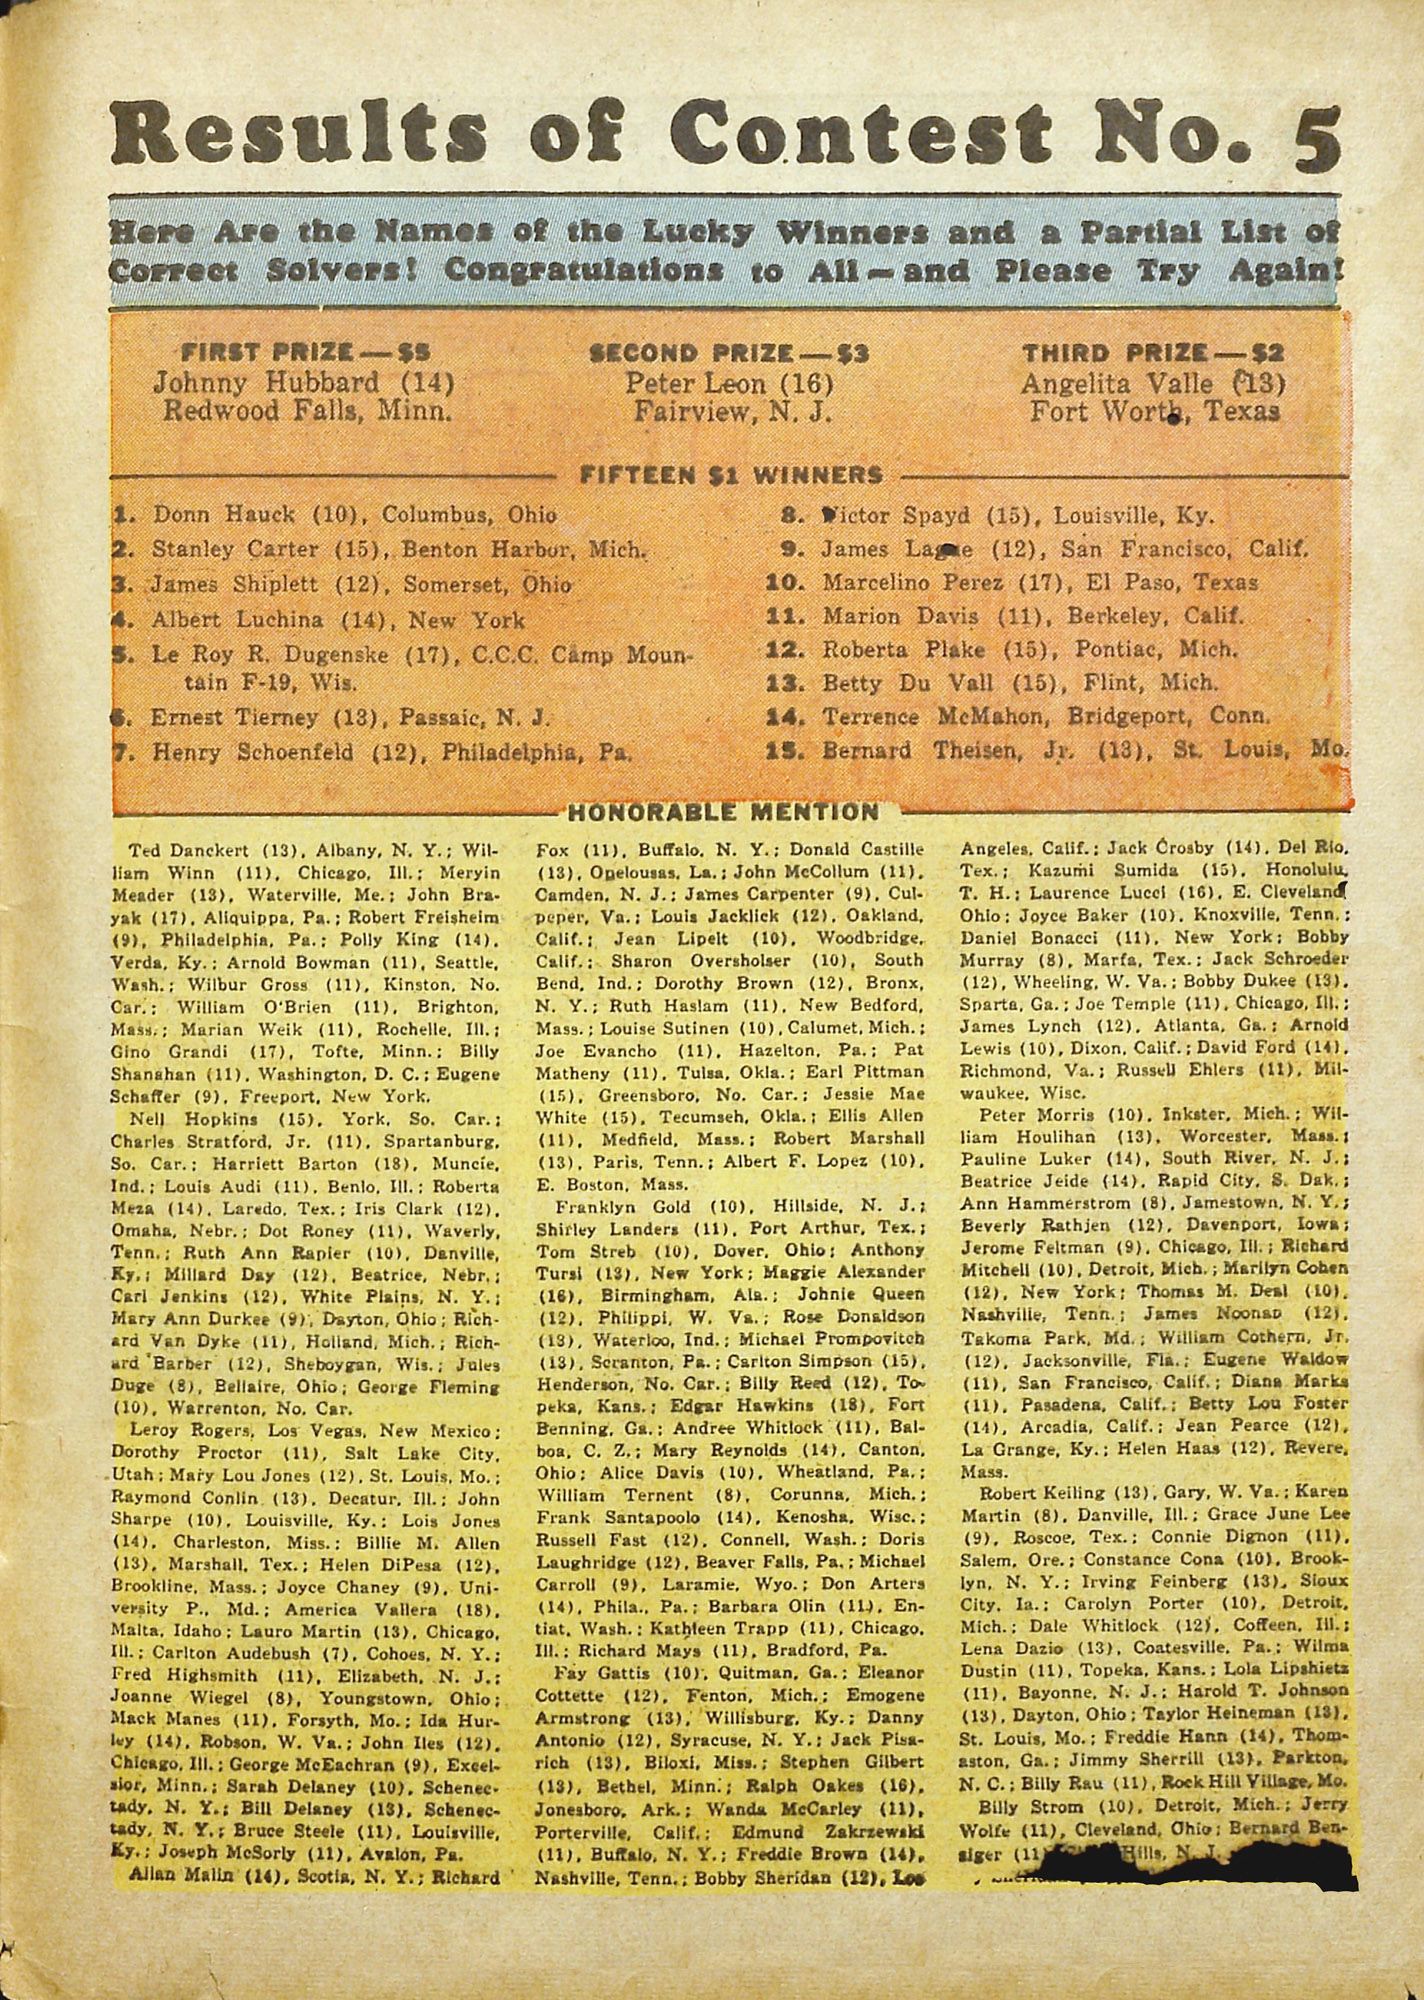 Results of Contest No. 5
Here Are the Names of the Lucky Winners and a Partial List of
Correct Solvers! Congratulations to All — and Please Try Again!
FIRST PRIZE — $5
Johnny Hubbard (14)
Redwood Falls, Minn.
SECOND PRIZE — $3
Peter Leon (16)
Fairview, N. J.
THIRD PRIZE — $2
Angelita Valle (13)
Fort Worth, Texas
FIFTEEN $1 WINNERS
1. Donn Hauck (10), Columbus, Ohio
2. Stanley Carter (15), Benton Harbor, Mich.
3. James Shiplett (12), Somerset, Ohio
4. Albert Luchina (14), New York
5. Le Roy R. Dugenske (17), C.C.C. Camp Moun-
tain F-19, Wis.
6. Ernest Tierney (13), Passaic, N. J.
7. Henry Schoenfeld (12), Philadelphia, Pa.
8. Victor Spayd (15), Louisville, Ky.
9. James (12), San Francisco, Calif.
10. Marcelino Perez (17), El Paso, Texas
11. Marion Davis (11), Berkeley, Calif.
12. Roberta Plake (15), Pontiac, Mich.
13. Betty Du Vall (15), Flint, Mich.
14. Terrence McMahon, Bridgeport, Conn.
15. Bernard Theisen, Jr. (13), St. Louis, Mo.
HONORABLE MENTION
Ted Danckert (13), Albany, N. Y.; Wil-
liam Winn (11), Chicago, Ill.; Meryin
Meader (13), Waterville, Me.; John Bra-
yak (17), Aliquippa, Pa.; Robert Freisheim
(9), Philadelphia, Pa.; Polly King (14),
Verda, Ky.; Arnold Bowman (11), Seattle,
Wash.; Wilbur Gross (11), Kinston, No.
Car.; William O'Brien (11), Brighton,
Mass.; Marian Weik (11), Rochelle, Ill.;
Gino Grandi (17), Tofte, Minn.; Billy
Shanahan (11), Washington, D. C.; Eugene
Schaffer (9), Freeport, New York.
Nell Hopkins (15), York, So. Car.;
Charles Stratford, Jr. (11), Spartanburg,
So. Car.; Harriett Barton (18), Muncie,
Ind.; Louis Audi (11), Benlo, Ill.; Roberta
Meza (14), Laredo, Tex.; Iris Clark (12),
Omaha, Nebr.; Dot Roney (11), Waverly,
Tenn.; Ruth Ann Rapier (10), Danville,
Ky.; Millard Day (12), Beatrice, Nebr.;
Carl Jenkins (12), White Plains, N. Y.;
Mary Ann Durkee (9), Dayton, Ohio; Rich-
ard Van Dyke (11), Holland, Mich.; Rich-
ard Barber (12), Sheboygan, Wis.; Jules
Duge (8), Bellaire, Ohio; George Fleming
(10), Warrenton, No. Car.
Leroy Rogers, Los Vegas, New Mexico;
Dorothy Proctor (11), Salt Lake City,
Utah; Mary Lou Jones (12), St. Louis, Mo.;
Raymond Conlin (13), Decatur, Ill.; John
Sharpe (10), Louisville, Ky.; Lois Jones
(14), Charleston, Miss.; Billie M. Allen
(13), Marshall, Tex.; Helen DiPesa (12),
Brookline, Mass.; Joyce Chaney (9), Uni-
versity P., Md.; America Vallera (18),
Malta, Idaho; Lauro Martin (13), Chicago,
Ill.; Carlton Audebush (7), Cohoes, N. Y.;
Fred Highsmith (11), Elizabeth, N. J.;
Joanne Wiegel (8), Youngstown, Ohio;
Mack Manes (11), Forsyth, Mo.; Ida Hur-
ley (14), Robson, W. Va.; John Iles (12),
Chicago, Ill.; George McEachran (9), Excel-
sior, Minn.; Sarah Delaney (10), Schenec-
tady, N. Y.; Bill Delaney (13), Schenec-
tady, N. Y.; Bruce Steele (11), Louisville,
Ky.; Joseph McSorly (11), Avalon, Pa.
Allan Malin (14), Scotia, N. Y.; Richard
Fox (11), Buffalo, N. Y.; Donald Castille
(13), Opelousas, La.; John McCollum (11),
Camden, N. J.; James Carpenter (9), Cul-
peper, Va.; Louis Jacklick (12), Oakland,
Calif.; Jean Lipelt (10), Woodbridge,
Calif.; Sharon Oversholser (10), South
Bend, Ind.; Dorothy Brown (12), Bronx,
N. Y.; Ruth Haslam (11), New Bedford,
Mass.; Louise Sutinen (10), Calumet, Mich.;
Joe Evancho (11), Hazelton, Pa.; Pat
Matheny (11), Tulsa, Okla.; Earl Pittman
(15), Greensboro, No. Car.; Jessie Mae
White (15), Tecumseh, Okla.; Ellis Allen
(11), Medfield, Mass.; Robert Marshall
(13), Paris, Tenn.; Albert F. Lopez (10),
E. Boston, Mass.
Franklyn Gold (10), Hillside, N. J.;
Shirley Landers (11), Port Arthur, Tex.;
Tom Streb (10), Dover, Ohio; Anthony
Tursi (13), New York; Maggie Alexander
(16), Birmingham, Ala.; Johnie Queen
(12), Philippi, W. Va.; Rose Donaldson
(13), Waterloo, Ind.; Michael Prompovitch
(13), Scranton, Pa.; Carlton Simpson (15),
Henderson, No. Car.; Billy Reed (12), To-
peka, Kans.; Edgar Hawkins (18), Fort
Benning, Ga.; Andree Whitlock (11), Bal-
boa, C. Z.; Mary Reynolds (14), Canton,
Ohio; Alice Davis (10), Wheatland, Pa.;
William Ternent (8), Corunna, Mich.;
Frank Santapoolo (14), Kenosha, Wisc.;
Russell Fast (12), Connell, Wash.; Doris
Laughridge (12), Beaver Falls, Pa.; Michael
Carroll (9), Laramie, Wyo.; Don Arters
(14), Phila., Pa.; Barbara Olin (11), En-
tiat, Wash.; Kathleen Trapp (11), Chicago,
Ill.; Richard Mays (11), Bradford, Pa.
Fay Gattis (10), Quitman, Ga.; Eleanor
Cottette (12), Fenton, Mich.; Emogene
Armstrong (13), Willisburg, Ky.; Danny
Antonio (12), Syracuse, N. Y.; Jack Pisa-
rich (13), Biloxi, Miss.; Stephen Gilbert
(13), Bethel, Minn.; Ralph Oakes (16),
Jonesboro, Ark.; Wanda McCarley (11),
Porterville, Calif.; Edmund Zakrzewski
(11), Buffalo, N. Y.; Freddie Brown (14),
Nashville, Tenn.; Bobby Sheridan (12), Los
Angeles, Calif.; Jack Crosby (14), Del Rio,
Tex.; Kazumi Sumida (15), Honolulu,
T. H.; Laurence Lucci (16), E. Cleveland
Ohio; Joyce Baker (10), Knoxville, Tenn.;
Daniel Bonacci (11), New York; Bobby
Murray (8), Marfa, Tex.; Jack Schroeder
(12), Wheeling, W. Va.; Bobby Dukee (13),
Sparta, Ga.; Joe Temple (11), Chicago, Ill.;
James Lynch (12), Atlanta, Ga.; Arnold
Lewis (10), Dixon, Calif.; David Ford (14),
Richmond, Va.; Russell Ehlers (11), Mil-
waukee, Wisc.
Peter Morris (10), Inkster, Mich.; Wil-
liam Houlihan (13), Worcester, Mass.;
Pauline Luker (14), South River, N. J.;
Beatrice Jeide (14), Rapid City, S. Dak.;
Ann Hammerstrom (8), Jamestown, N. Y.;
Beverly Rathjen (12), Davenport, Iowa;
Jerome Feltman (9), Chicago, Ill.; Richard
Mitchell (10), Detroit, Mich.; Marilyn Cohen
(12), New York; Thomas M. Deal (10),
Nashville, Tenn.; James Noonan (12),
Takoma Park, Md.; William Cothern, Jr.
(12), Jacksonville, Fla.; Eugene Waldow
(11), San Francisco, Calif.; Diana Marks
(11), Pasadena, Calif.; Betty Lou Foster
(14), Arcadia, Calif.; Jean Pearce (12),
La Grange, Ky.; Helen Haas (12), Revere,
Mass.
Robert Keiling (13), Gary, W. Va.; Karen
Martin (8), Danville, Ill.; Grace June Lee
(9), Roscoe, Tex.; Connie Dignon (11),
Salem, Ore.; Constance Cona (10), Brook-
lyn, N. Y.; Irving Feinberg (13), Sioux
City, Ia.; Carolyn Porter (10), Detroit,
Mich.; Dale Whitlock (12), Coffeen, Ill.;
Lena Dazio (13), Coatesville, Pa.; Wilma
Dustin (11), Topeka, Kans.; Lola Lipshietz
(11), Bayonne, N. J.; Harold T. Johnson
(13), Dayton, Ohio; Taylor Heineman (13),
St. Louis, Mo.; Freddie Hann (14), Thom-
aston, Ga.; Jimmy Sherrill (13), Parkton,
N. C.; Billy Rau (11), Rock Hill Village, Mo.
Billy Strom (10), Detroit, Mich.; Jerry
Wolfe (11), Cleveland, Ohio; Bernard Ben-
siger (11) Hills, N. J.